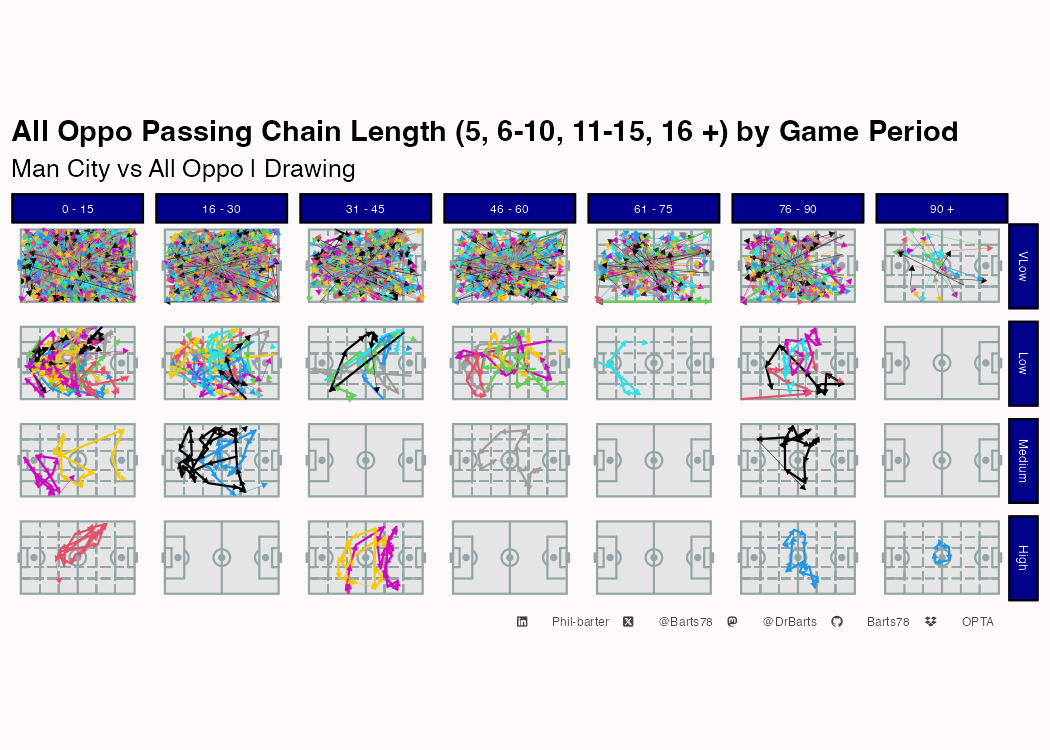 All Oppo Passing Chain Length (5, 6-10, 11-15, 16 +) by Game Period
Man City vs All Oppo | Drawing
0 - 15 16 - 30 31 - 45 46 - 60 61 - 75 76 - 90 90 +
VLow
Low
Medium
High
Phil-barter @Barts78 @DrBarts Barts78 OPTA